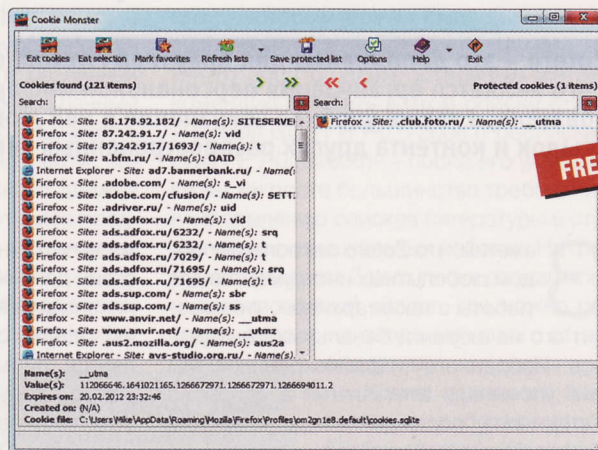 Cookie Monster
Eat cookies Eat selection Mark favorites Refresh lists Save protected list Options Help Exit
Cookies found (121 items) Protected cookies (1 items)
Search: Search:
Firefox - Site: 68.178.92.182/ - Name(s): SITESERVE
Firefox - Site: .club.foto.ru/ - Name(s): __utma
Firefox - Site: 87.242.91.7/ - Name(s): vid
Firefox - Site: 87.242.91.7/1693/ - Name(s): t
Firefox - Site: a.bfm.ru/ - Name(s): OAID
Internet Explorer - Site: ad7.bannerbank.ru/ - Name(
Firefox - Site: .adobe.com/ - Name(s): s_vi
Firefox - Site: .adobe.com/cfusion/ - Name(s): SETT
Firefox - Site: .adriver.ru/ - Name(s): uid
Firefox - Site: ads.adfox.ru/ - Name(s): vid
Firefox - Site: ads.adfox.ru/6232/ - Name(s): srq
Firefox - Site: ads.adfox.ru/6232/ - Name(s): t
Firefox - Site: ads.adfox.ru/7029/ - Name(s): t
Firefox - Site: ads.adfox.ru/71695/ - Name(s): srq
Firefox - Site: ads.adfox.ru/71695/ - Name(s): t
Firefox - Site: ads.sup.com/ - Name(s): sbr
Firefox - Site: ads.sup.com/ - Name(s): ss
Firefox - Site: www.anvir.net/ - Name(s): __utma
Firefox - Site: www.anvir.net/ - Name(s): __utmz
Firefox - Site: .aus2.mozilla.org/ - Name(s): aus2a
Internet Explorer - Site: avs-studio.org.ru/ - Name(s).
FRE
Name(s): __utma
Value(s): 112066646.1641021165.1266672971.1266672971.1266694011.2
Expires on: 20.02.2012 23:32:46
Created on: (N/A)
Cookie file: C:\Users\Mike\AppData\Roaming\Mozilla\Firefox\Profiles\om2gn1e8.default\cookies.sqlite